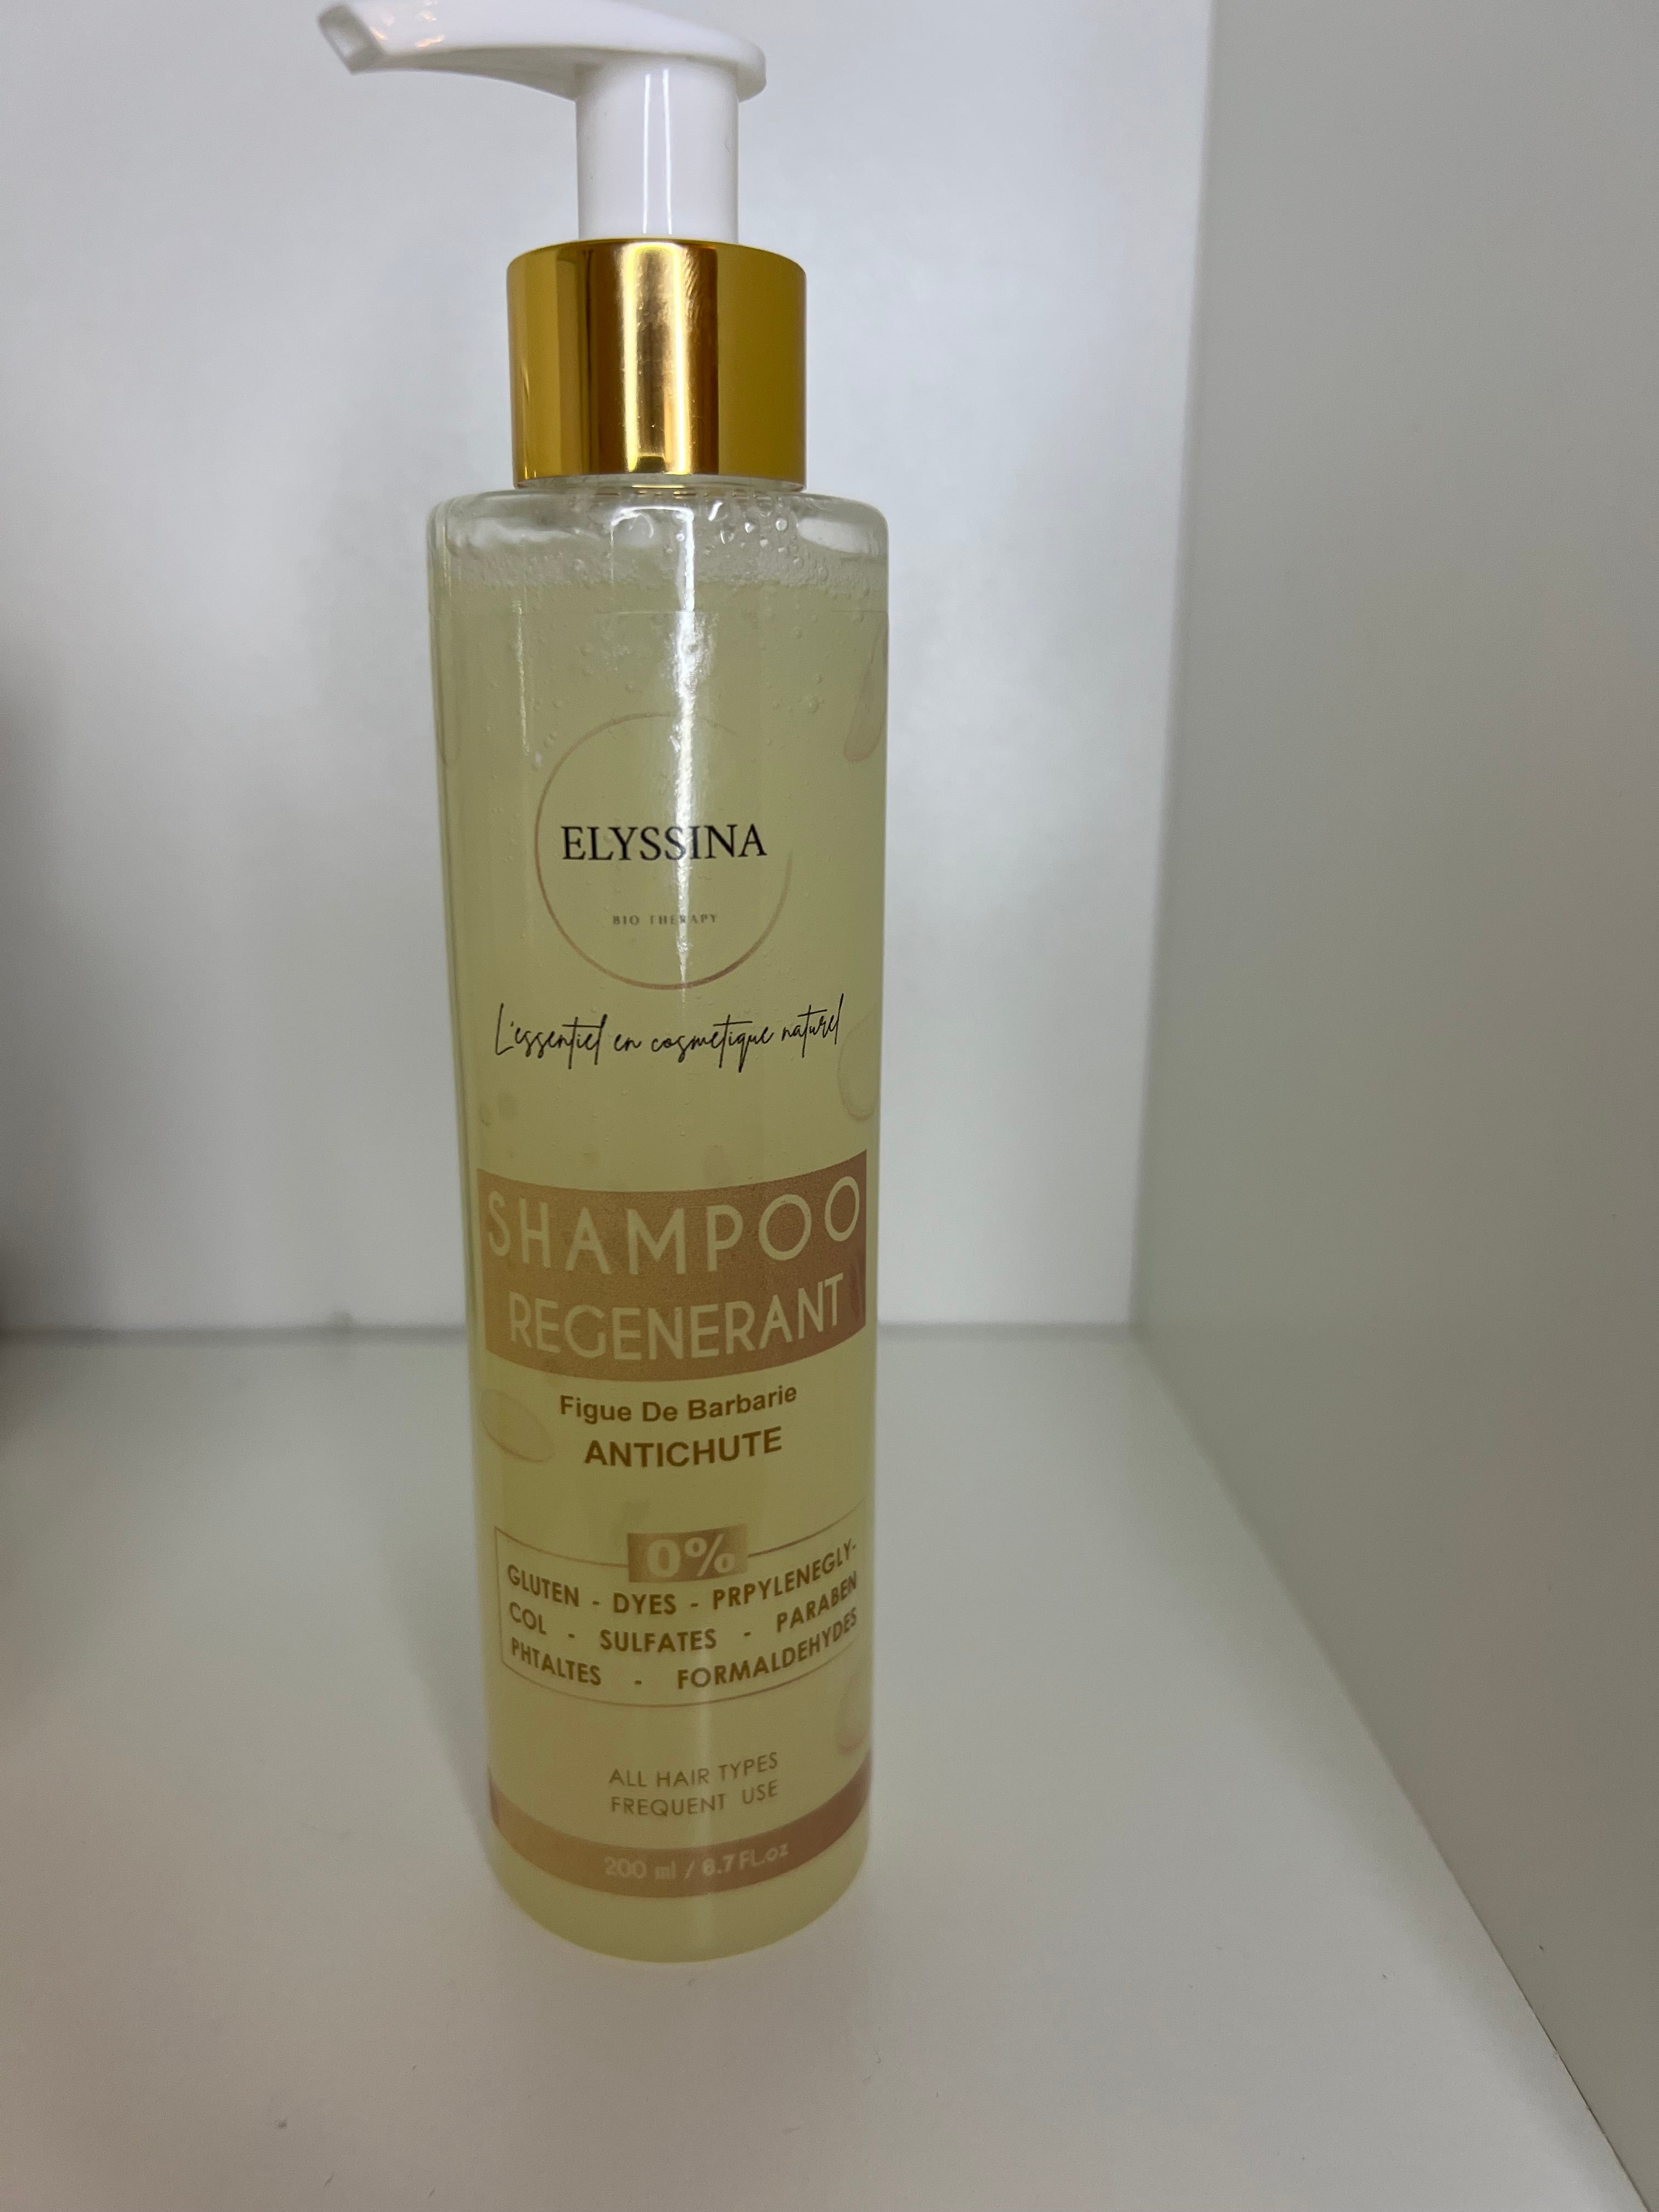 ELYSSINA
BIO THERAPY
L'essentiel en cosmetique naturel
SHAMPOO
REGENERANT
Figue De Barbarie
ANTICHUTE
0%
GLUTEN - DYES - PRPYLENEGLY-
COL - SULFATES - PARABEN
PHTALTES - FORMALDEHYDES
ALL HAIR TYPES
FREQUENT USE
200 ml / 6.7 FL.oz